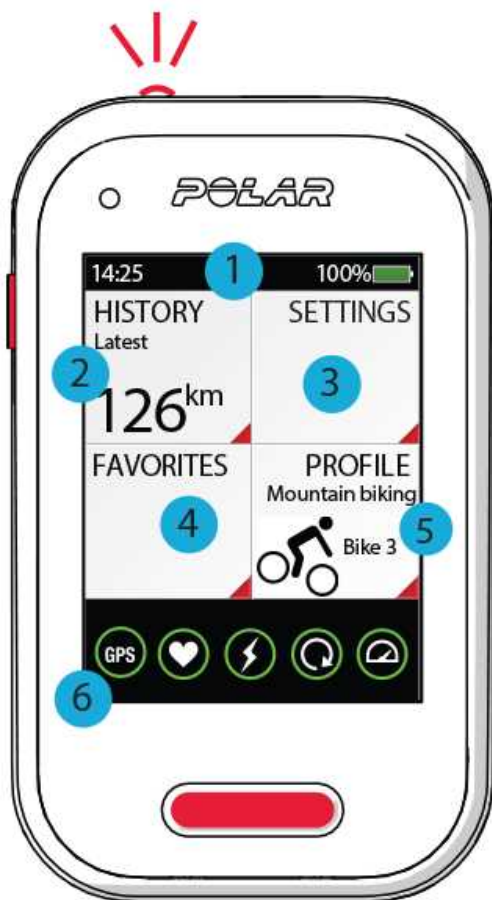 POLAR
14:25 1 100%
HISTORY
Latest
2
126km
SETTINGS
3
FAVORITES
4
PROFILE
Mountain biking
Bike 3
5
GPS
6